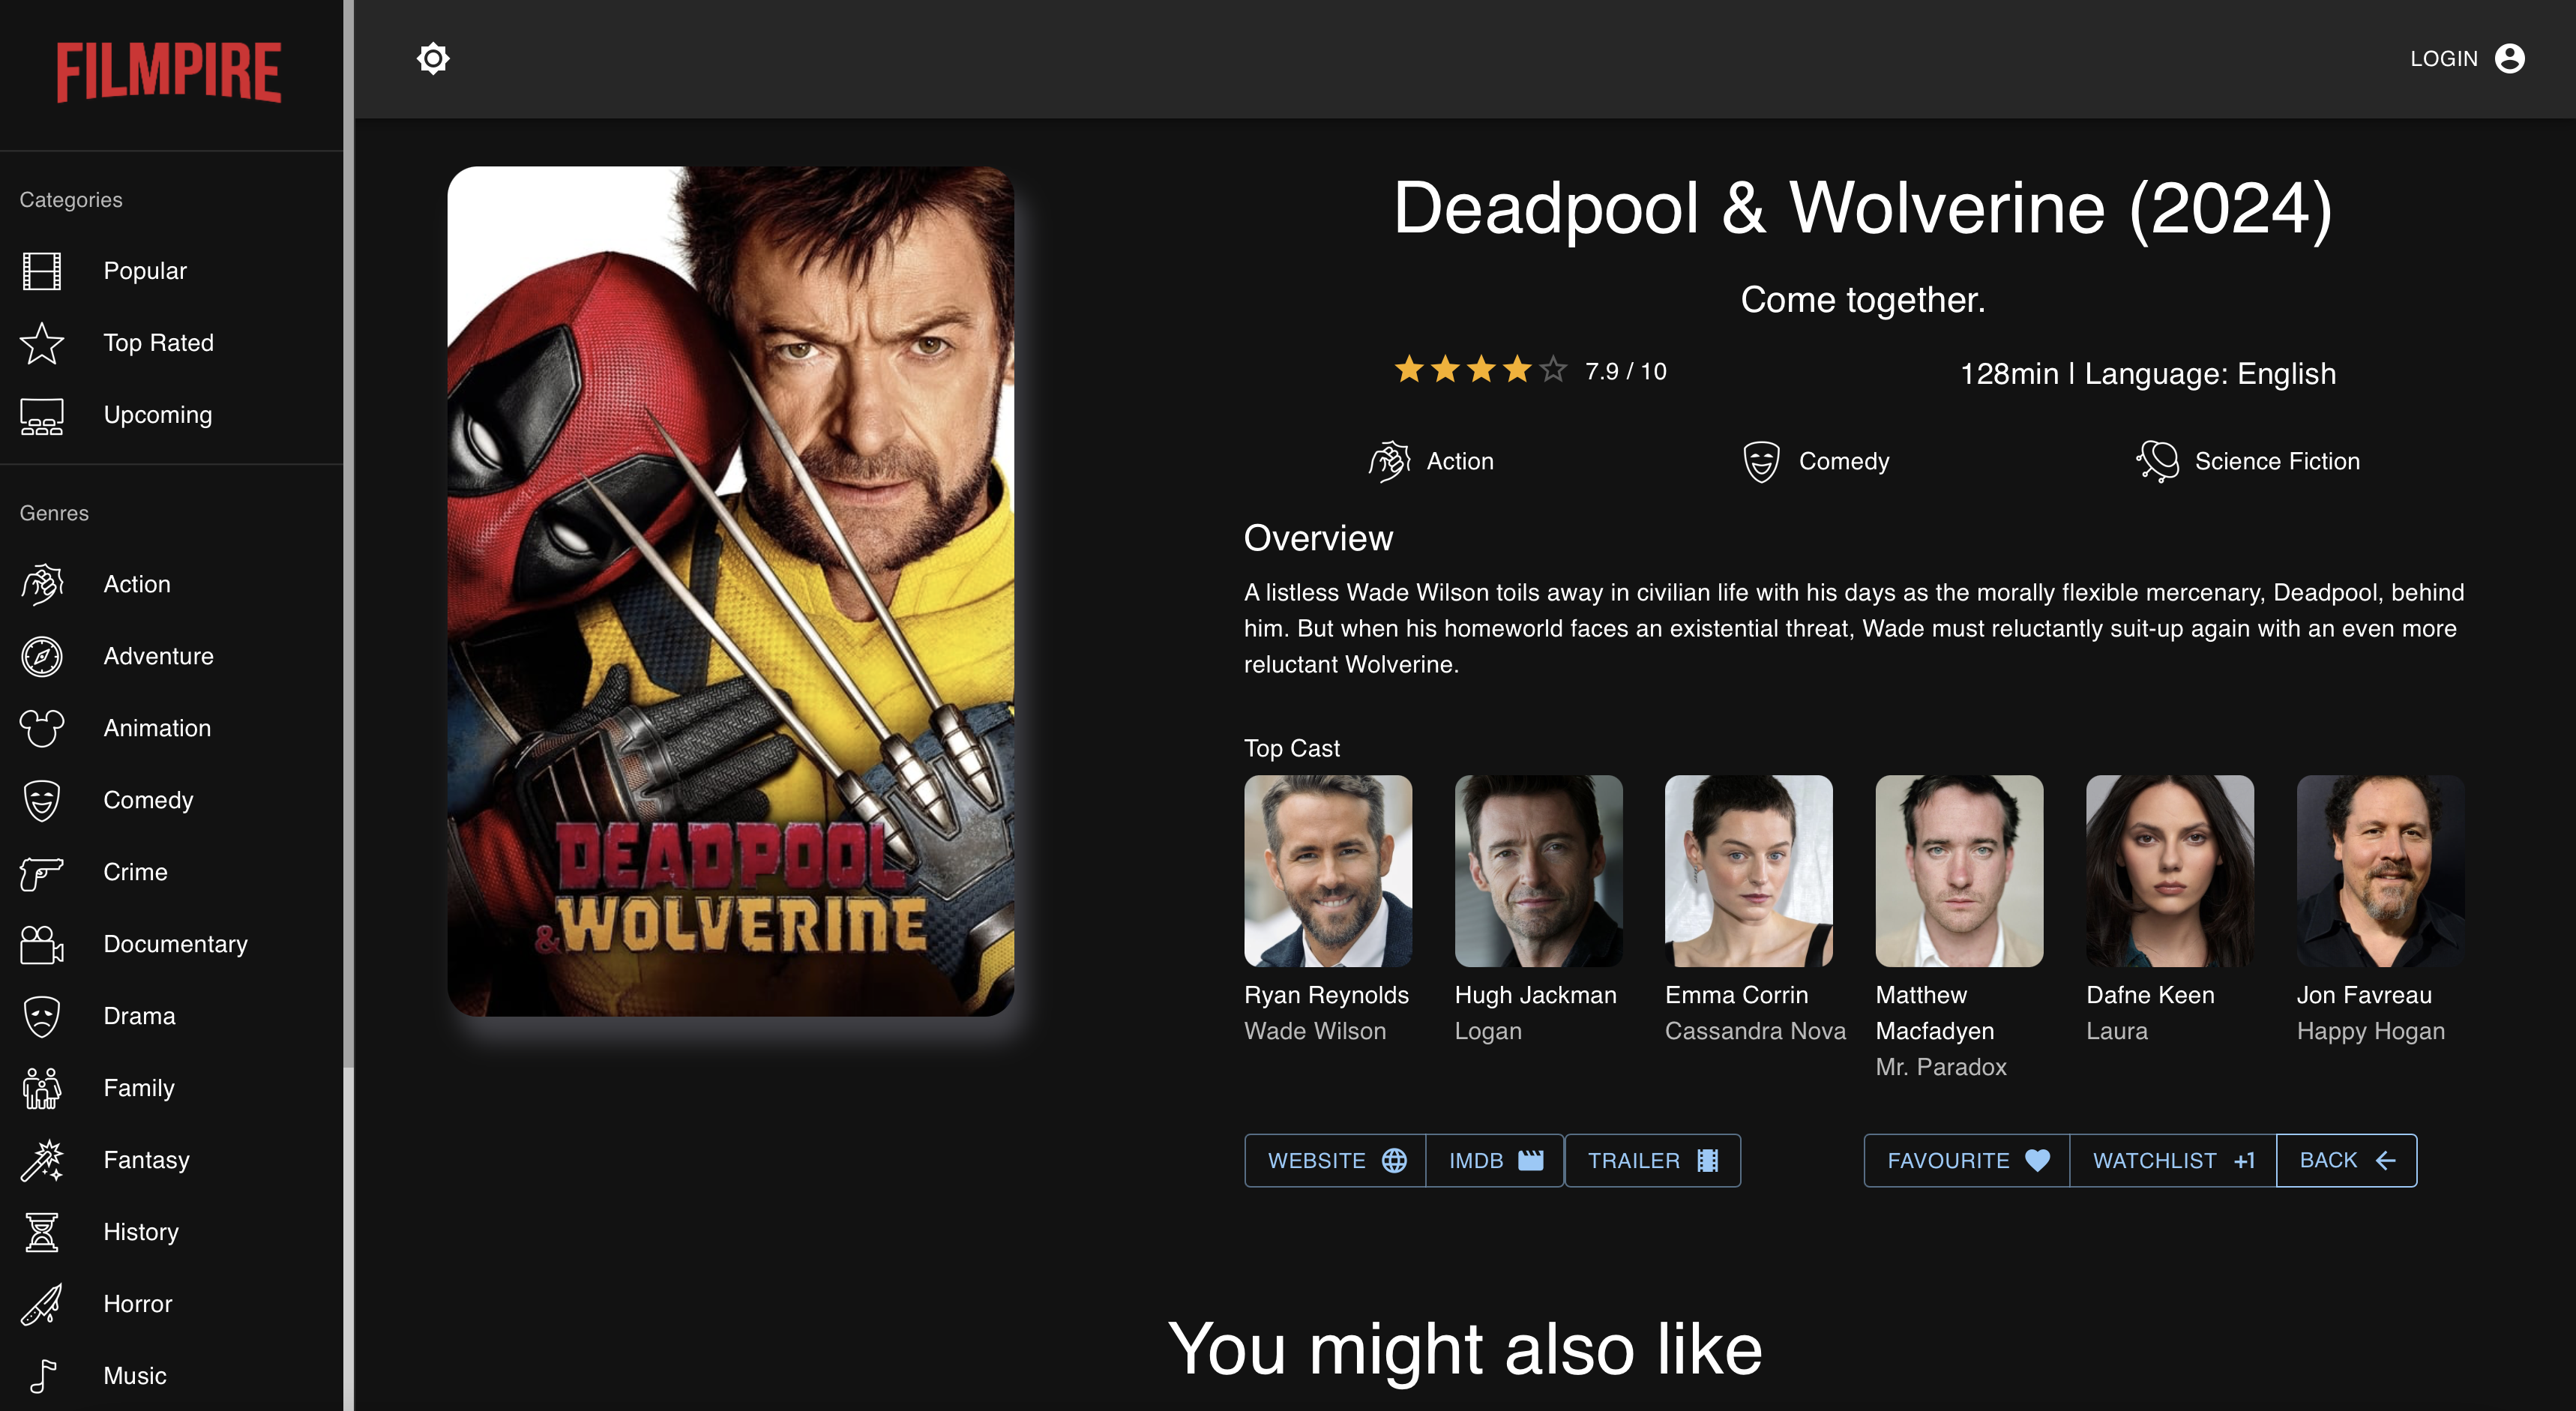 FILMPIRE
LOGIN
Categories
Popular
Top Rated
Upcoming
Genres
Action
Adventure
Animation
Comedy
Crime
Documentary
Drama
Family
Fantasy
History
Horror
Music
DEADPOOL
& WOLVERINE
Deadpool & Wolverine (2024)
Come together.
7.9 / 10
128min | Language: English
Action
Comedy
Science Fiction
Overview
A listless Wade Wilson toils away in civilian life with his days as the morally flexible mercenary, Deadpool, behind
him. But when his homeworld faces an existential threat, Wade must reluctantly suit-up again with an even more
reluctant Wolverine.
Top Cast
Ryan Reynolds
Wade Wilson
Hugh Jackman
Logan
Emma Corrin
Cassandra Nova
Matthew
Macfadyen
Mr. Paradox
Dafne Keen
Laura
Jon Favreau
Happy Hogan
WEBSITE
IMDB
TRAILER
FAVOURITE
WATCHLIST +1
BACK
You might also like